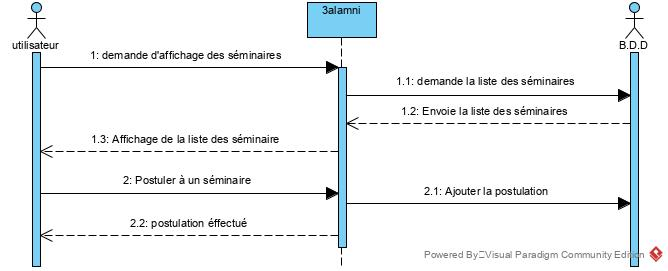 3alamni
utilisateur
B.D.D
1: demande d'affichage des séminaires
1.1: demande la liste des séminaires
1.2: Envoie la liste des séminaires
1.3: Affichage de la liste des séminaire
2: Postuler à un séminaire
2.1: Ajouter la postulation
2.2: postulation éffectué
Powered By Visual Paradigm Community Edition